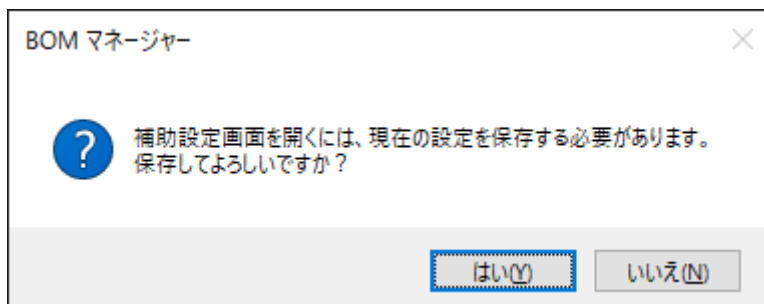 BOM マネージャー
補助設定画面を開くには、現在の設定を保存する必要があります。
保存してよろしいですか？
はい(Y)
いいえ(N)